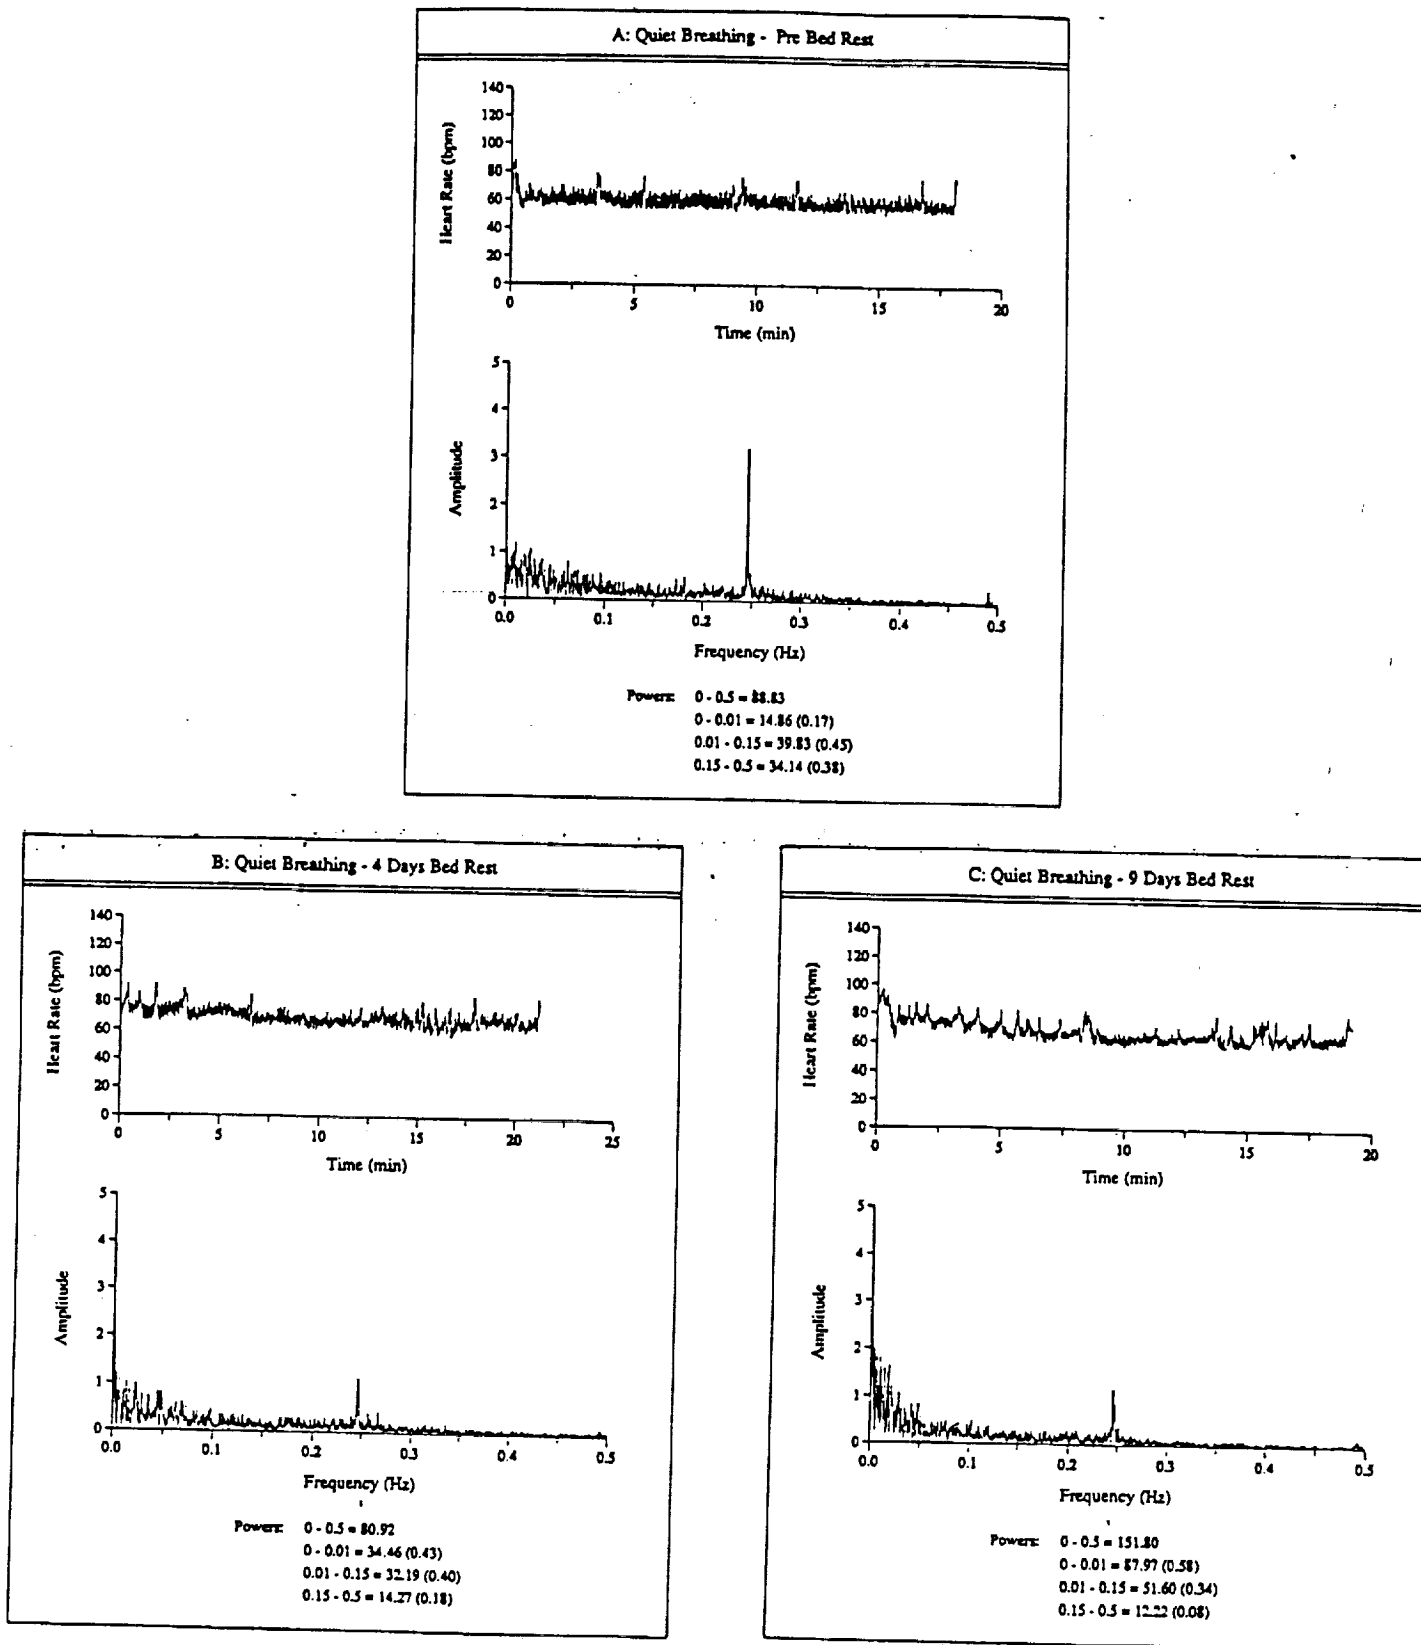 A: Quiet Breathing - Pre Bed Rest
140
120
100
80
60
40
20
0
Heart Rate (bpm)
0 5 10 15 20
Time (min)
5
4
3
2
1
0
Amplitude
0.0 0.1 0.2 0.3 0.4 0.5
Frequency (Hz)
Powers: 0 - 0.5 = 88.83
0 - 0.01 = 14.86 (0.17)
0.01 - 0.15 = 39.83 (0.45)
0.15 - 0.5 = 34.14 (0.38)
B: Quiet Breathing - 4 Days Bed Rest
140
120
100
80
60
40
20
0
Heart Rate (bpm)
0 5 10 15 20 25
Time (min)
5
4
3
2
1
0
Amplitude
0.0 0.1 0.2 0.3 0.4 0.5
Frequency (Hz)
Powers: 0 - 0.5 = 80.92
0 - 0.01 = 34.46 (0.43)
0.01 - 0.15 = 32.19 (0.40)
0.15 - 0.5 = 14.27 (0.18)
C: Quiet Breathing - 9 Days Bed Rest
140
120
100
80
60
40
20
0
Heart Rate (bpm)
0 5 10 15 20
Time (min)
5
4
3
2
1
0
Amplitude
0.0 0.1 0.2 0.3 0.4 0.5
Frequency (Hz)
Powers: 0 - 0.5 = 151.80
0 - 0.01 = 87.97 (0.58)
0.01 - 0.15 = 51.60 (0.34)
0.15 - 0.5 = 12.22 (0.08)